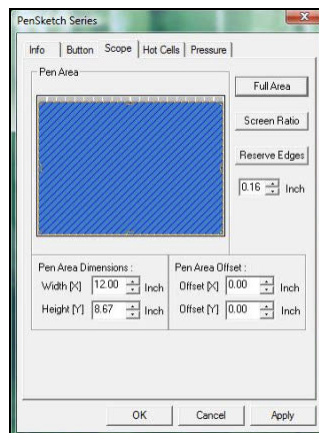 PenSketch Series
Info Button Scope Hot Cells Pressure
Pen Area
Full Area
Screen Ratio
Reserve Edges
0.16 Inch
Pen Area Dimensions :
Width [X] 12.00 Inch
Height [Y] 8.67 Inch
Pen Area Offset :
Offset [X] 0.00 Inch
Offset [Y] 0.00 Inch
OK Cancel Apply